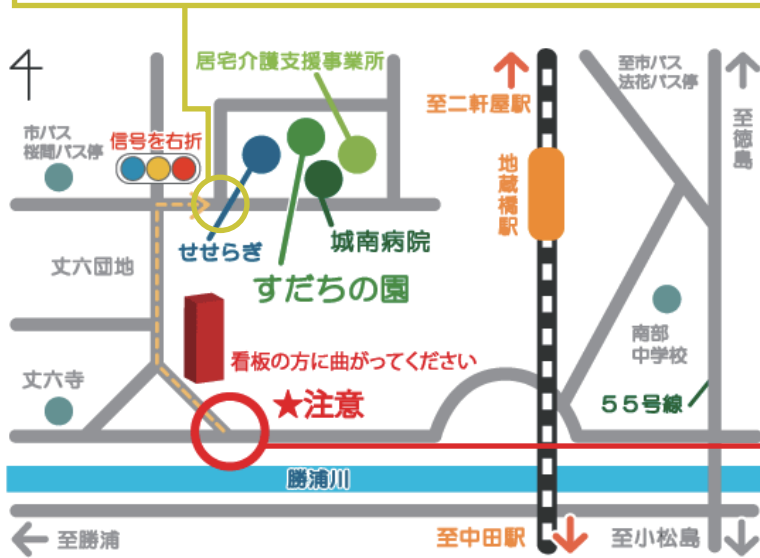 居宅介護支援事業所
至市バス
法花バス停
至二軒屋駅
至徳島
市バス
桜間バス停
信号を右折
地蔵橋駅
せせらぎ
城南病院
丈六団地
すだちの園
南部
中学校
看板の方に曲がってください
丈六寺
★注意
55号線
勝浦川
至勝浦
至中田駅
至小松島